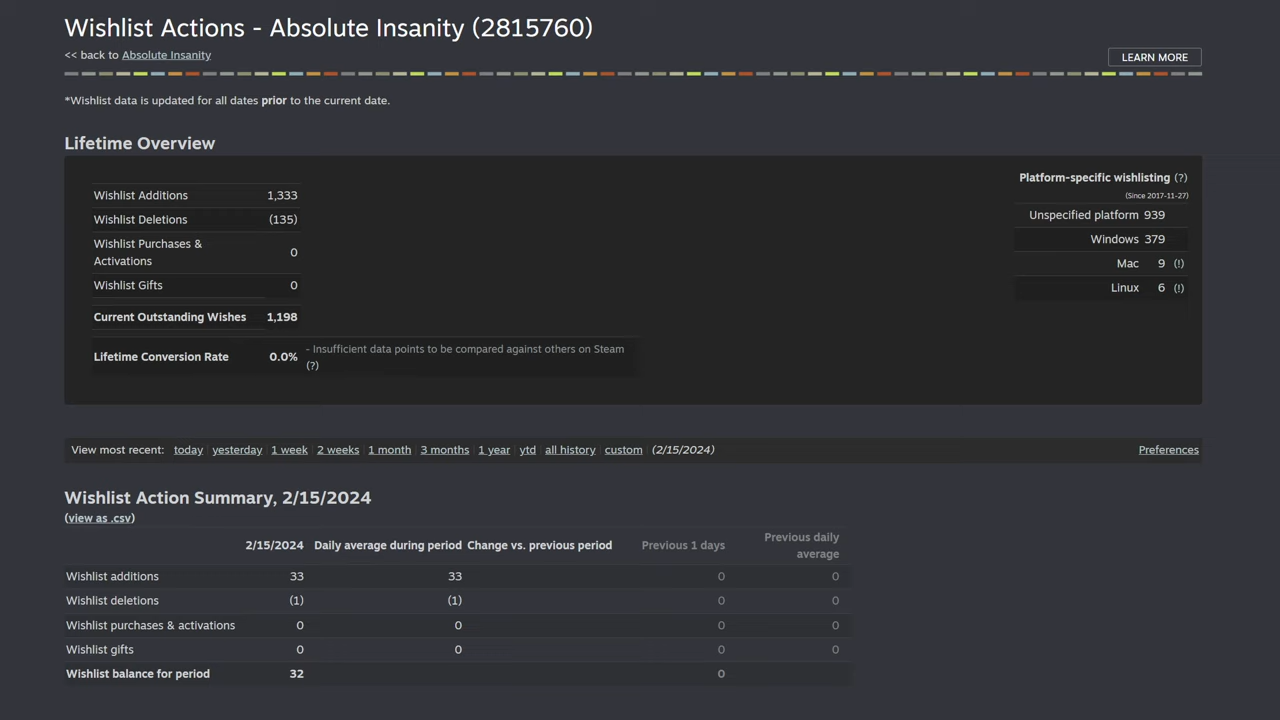 Wishlist Actions - Absolute Insanity (2815760)
<< back to Absolute Insanity
LEARN MORE
*Wishlist data is updated for all dates prior to the current date.
Lifetime Overview
Wishlist Additions 1,333
Wishlist Deletions (135)
Wishlist Purchases &
Activations 0
Wishlist Gifts 0
Current Outstanding Wishes 1,198
Lifetime Conversion Rate 0.0% - Insufficient data points to be compared against others on Steam
(?)
Platform-specific wishlisting (?)
(Since 2017-11-27)
Unspecified platform 939
Windows 379
Mac 9 (!)
Linux 6 (!)
View most recent: today yesterday 1 week 2 weeks 1 month 3 months 1 year ytd all history custom (2/15/2024) Preferences
Wishlist Action Summary, 2/15/2024
(view as .csv)
2/15/2024 Daily average during period Change vs. previous period Previous 1 days Previous daily
average
Wishlist additions 33 33 0 0
Wishlist deletions (1) (1) 0 0
Wishlist purchases & activations 0 0 0 0
Wishlist gifts 0 0 0 0
Wishlist balance for period 32 0